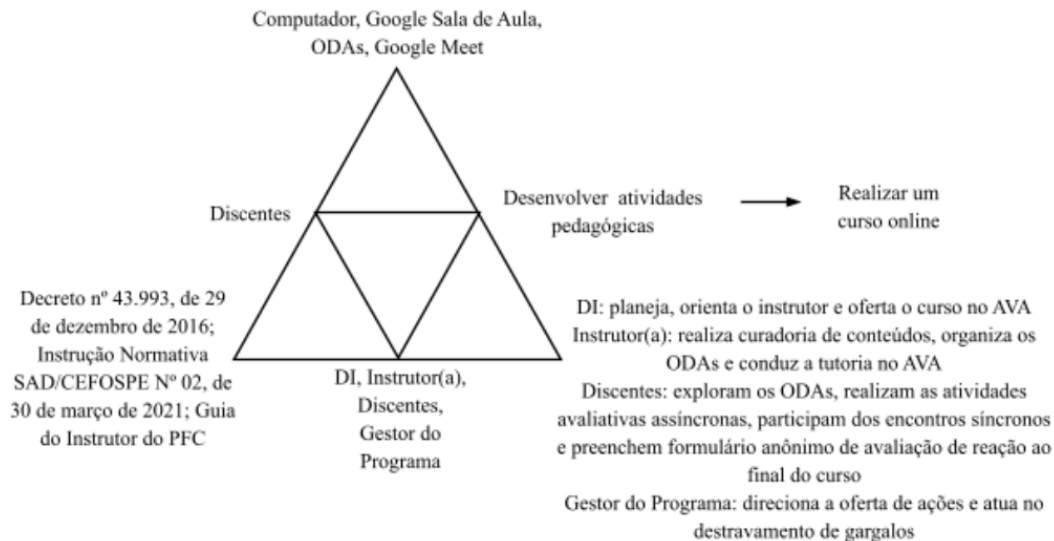 Computador, Google Sala de Aula,
ODAs, Google Meet
Discentes
Desenvolver atividades
pedagógicas
Realizar um
curso online
Decreto nº 43.993, de 29
de dezembro de 2016;
Instrução Normativa
SAD/CEFOSPE Nº 02, de
30 de março de 2021; Guia
do Instrutor do PFC
DI, Instrutor(a),
Discentes,
Gestor do
Programa
DI: planeja, orienta o instrutor e oferta o curso no AVA
Instrutor(a): realiza curadoria de conteúdos, organiza os
ODAs e conduz a tutoria no AVA
Discentes: exploram os ODAs, realizam as atividades
avaliativas assíncronas, participam dos encontros síncronos
e preenchem formulário anônimo de avaliação de reação ao
final do curso
Gestor do Programa: direciona a oferta de ações e atua no
destravamento de gargalos